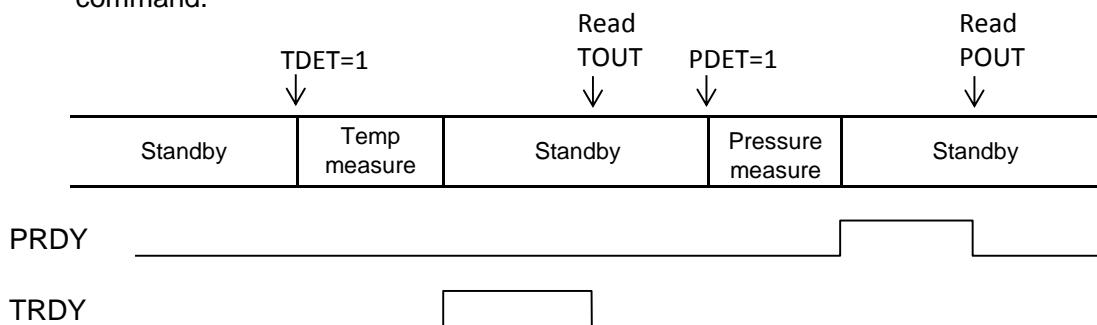 command.
Read
TOUT
Read
POUT
TDET=1
PDET=1
Standby
Temp
measure
Standby
Pressure
measure
Standby
PRDY
TRDY